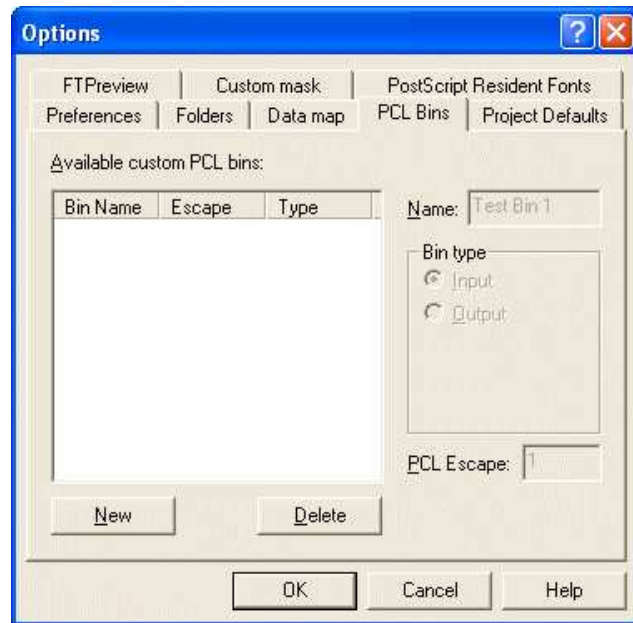 Options
FTPreview Custom mask PostScript Resident Fonts
Preferences Folders Data map PCL Bins Project Defaults
Available custom PCL bins:
Bin Name Escape Type
Name: Test Bin 1
Bin type
Input
Output
PCL Escape: 1
New Delete
OK Cancel Help